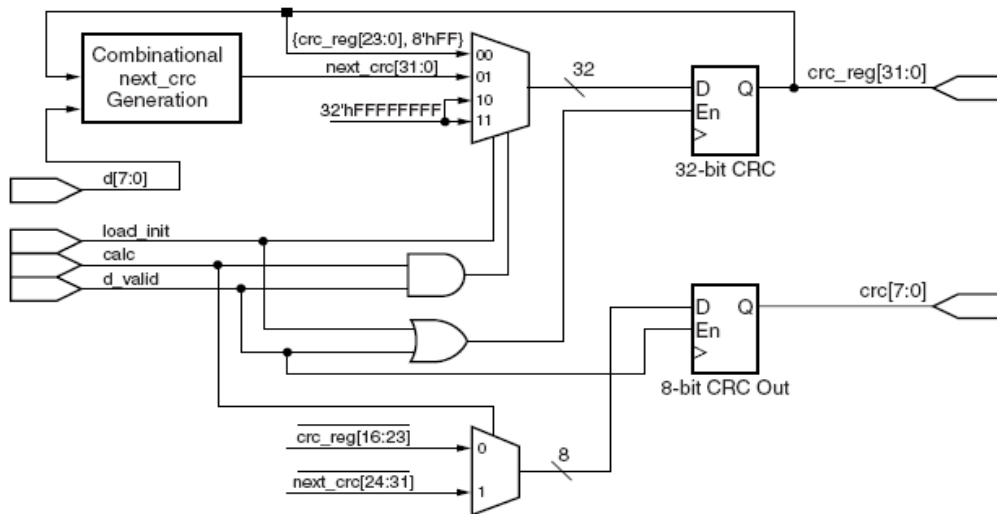 {crc_reg[23:0], 8'hFF}
00
Combinational
next_crc
Generation
next_crc[31:0]
01
32'hFFFFFFFF
10
11
32
D Q
En
32-bit CRC
crc_reg[31:0]
d[7:0]
load_init
calc
d_valid
D Q
En
8-bit CRC Out
crc[7:0]
crc_reg[16:23]
0
next_crc[24:31]
1
8